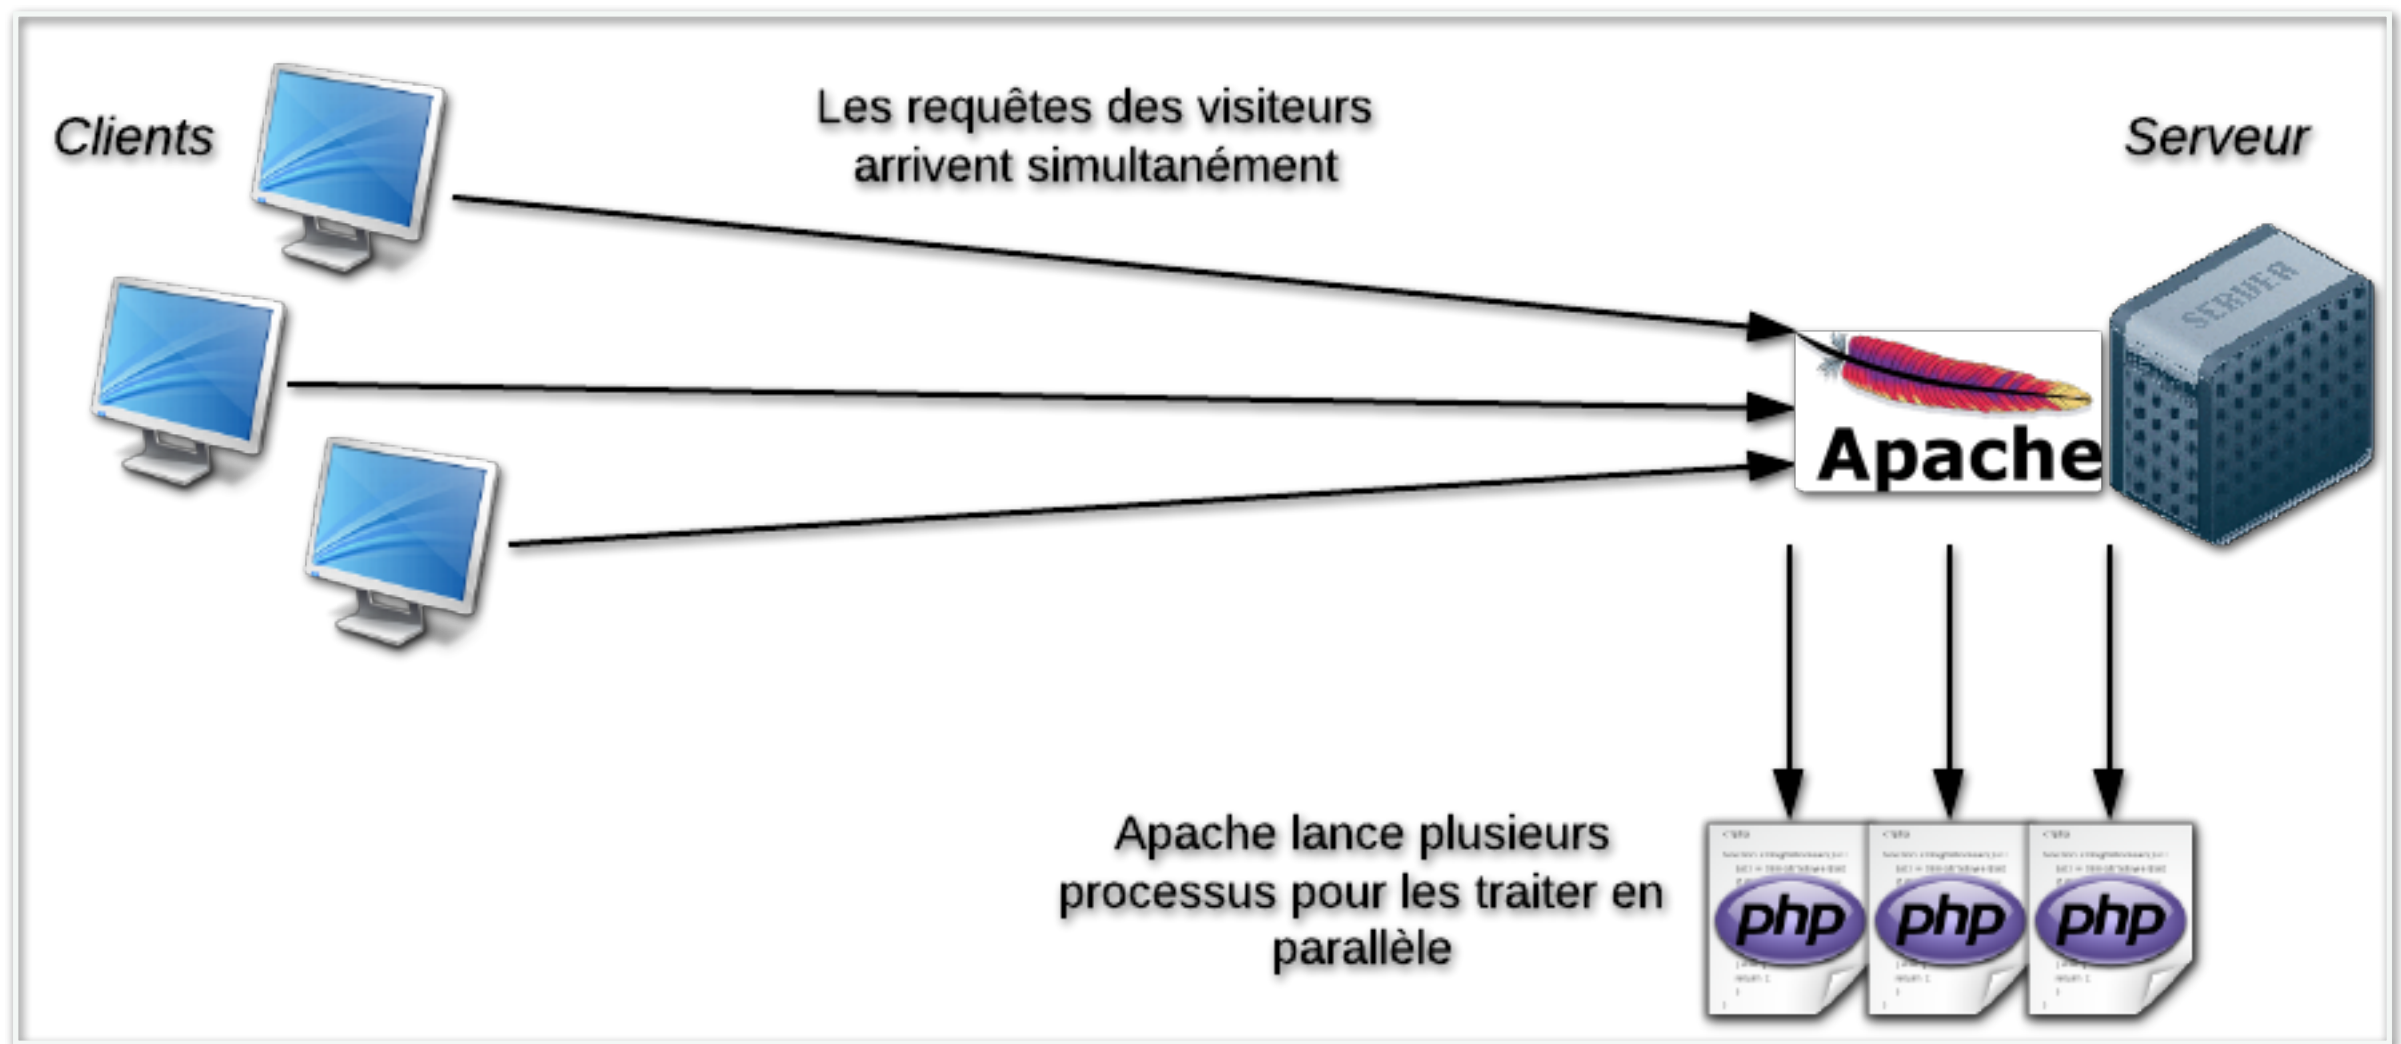 Clients
Les requêtes des visiteurs
arrivent simultanément
Serveur
SERVER
Apache
Apache lance plusieurs
processus pour les traiter en
parallèle
php
php
php